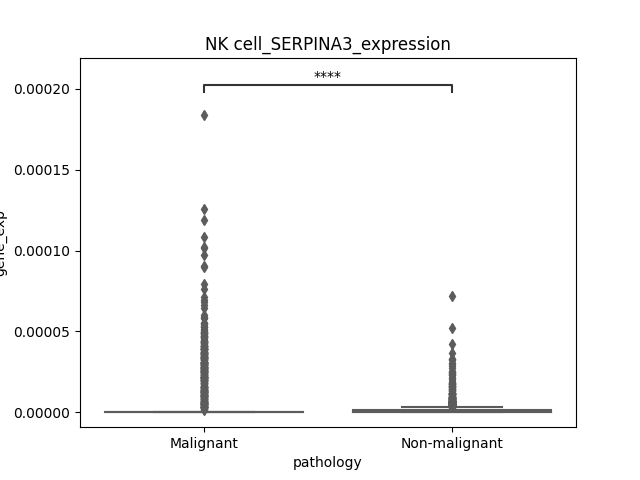 NK cell_SERPINA3_expression
****
0.00020
0.00015
0.00010
0.00005
0.00000
gene_exp
Malignant
Non-malignant
pathology